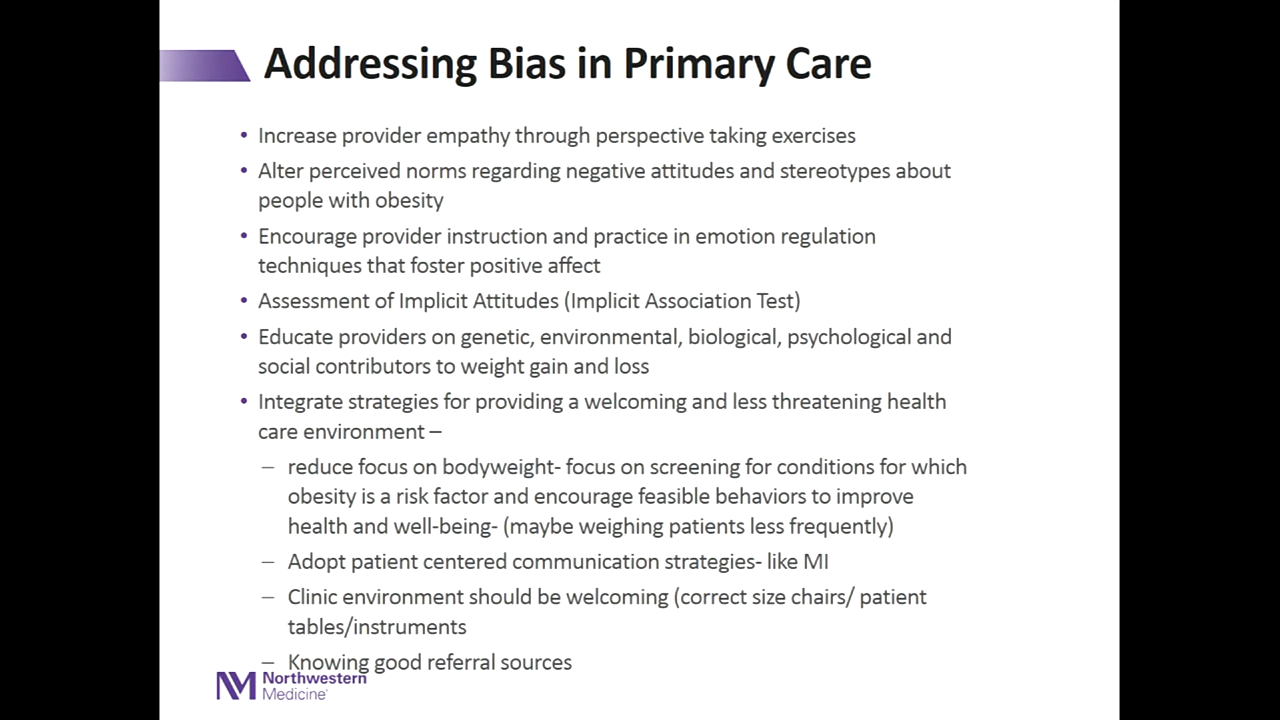 Addressing Bias in Primary Care
• Increase provider empathy through perspective taking exercises
• Alter perceived norms regarding negative attitudes and stereotypes about
people with obesity
• Encourage provider instruction and practice in emotion regulation
techniques that foster positive affect
• Assessment of Implicit Attitudes (Implicit Association Test)
• Educate providers on genetic, environmental, biological, psychological and
social contributors to weight gain and loss
• Integrate strategies for providing a welcoming and less threatening health
care environment –
– reduce focus on bodyweight- focus on screening for conditions for which
obesity is a risk factor and encourage feasible behaviors to improve
health and well-being- (maybe weighing patients less frequently)
– Adopt patient centered communication strategies- like MI
– Clinic environment should be welcoming (correct size chairs/ patient
tables/instruments
– Knowing good referral sources
NM Northwestern
Medicine